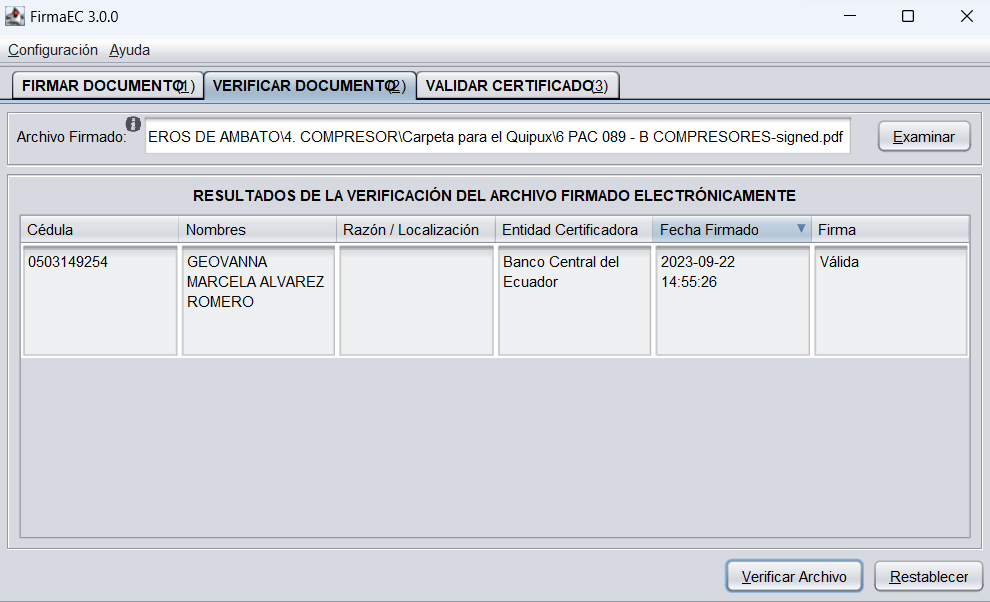 FirmaEC 3.0.0
Configuración Ayuda
FIRMAR DOCUMENTO(1) VERIFICAR DOCUMENTO(2) VALIDAR CERTIFICADO(3)
Archivo Firmado: EROS DE AMBATO\4. COMPRESOR\Carpeta para el Quipux\6 PAC 089 - B COMPRESORES-signed.pdf Examinar
RESULTADOS DE LA VERIFICACIÓN DEL ARCHIVO FIRMADO ELECTRÓNICAMENTE
Cédula Nombres Razón / Localización Entidad Certificadora Fecha Firmado Firma
0503149254 GEOVANNA Banco Central del 2023-09-22 Válida
MARCELA ALVAREZ Ecuador 14:55:26
ROMERO
Verificar Archivo Restablecer